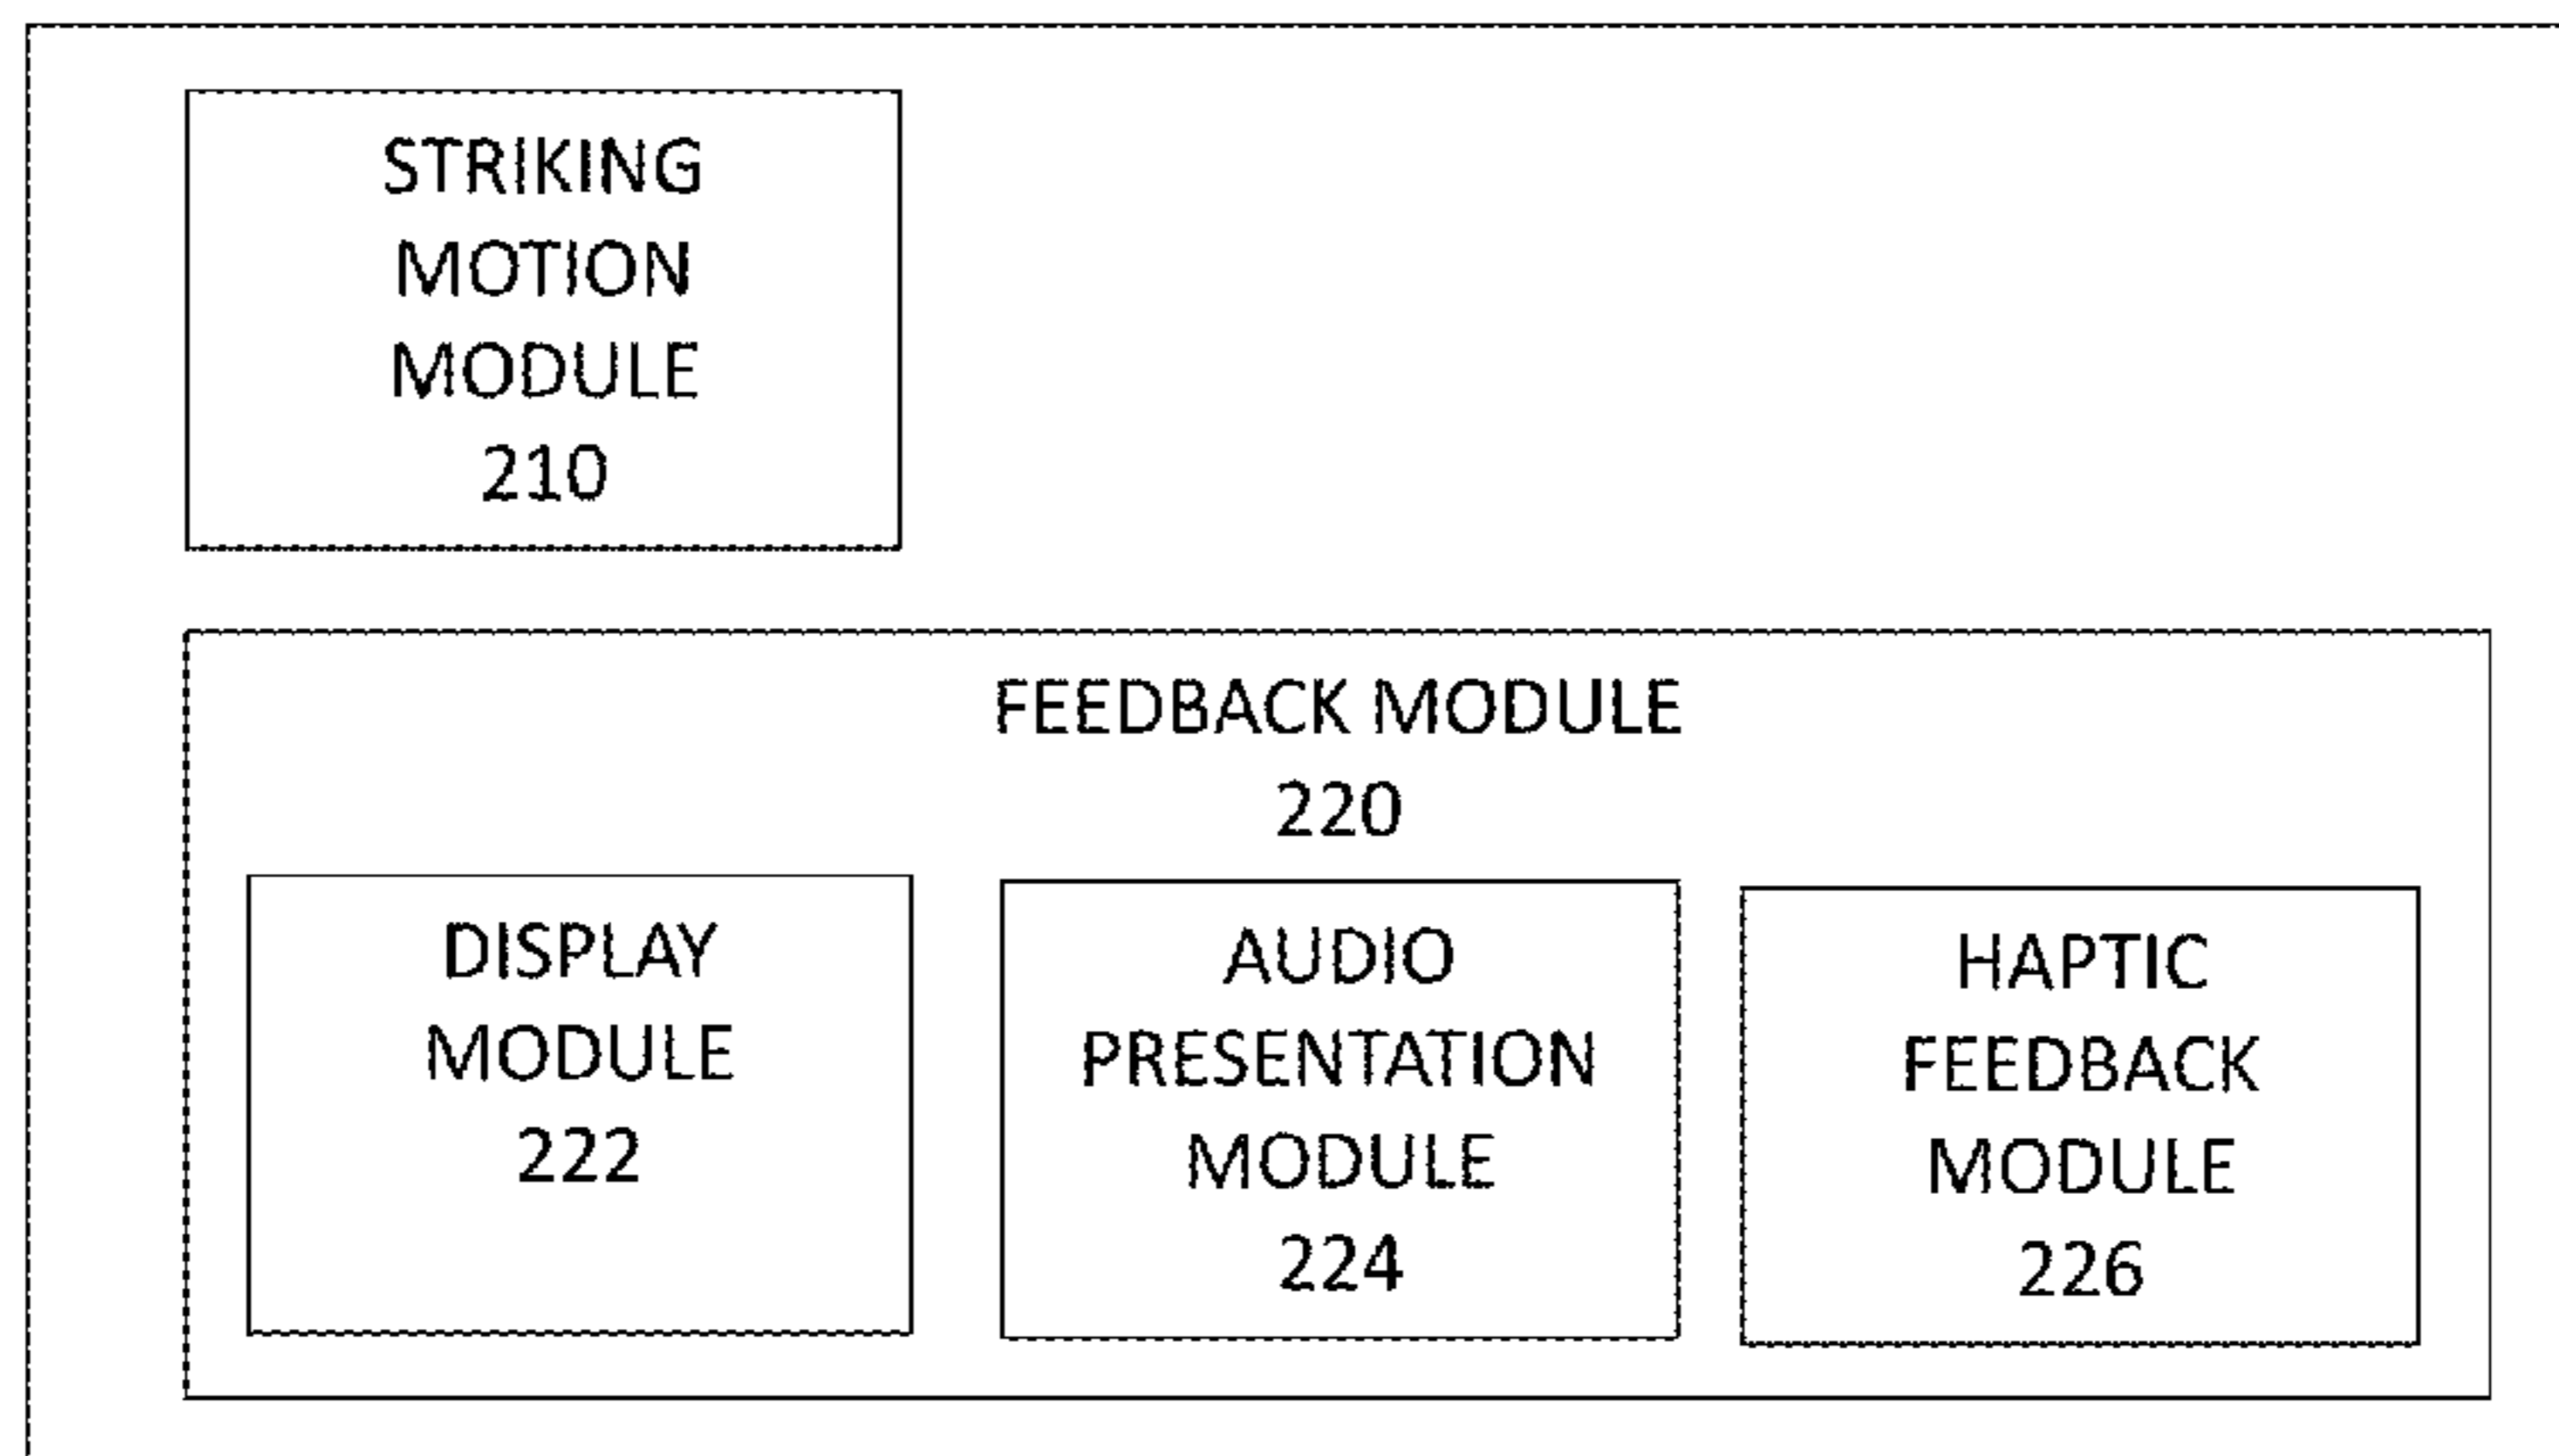 STRIKING
MOTION
MODULE
210
FEEDBACK MODULE
220
DISPLAY
MODULE
222
AUDIO
PRESENTATION
MODULE
224
HAPTIC
FEEDBACK
MODULE
226